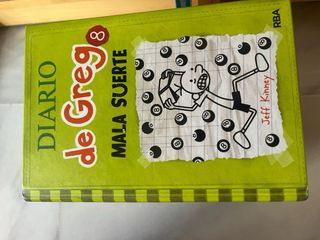 DIARIO
de Greg 8
MALA SUERTE
Jeff Kinney
RBA